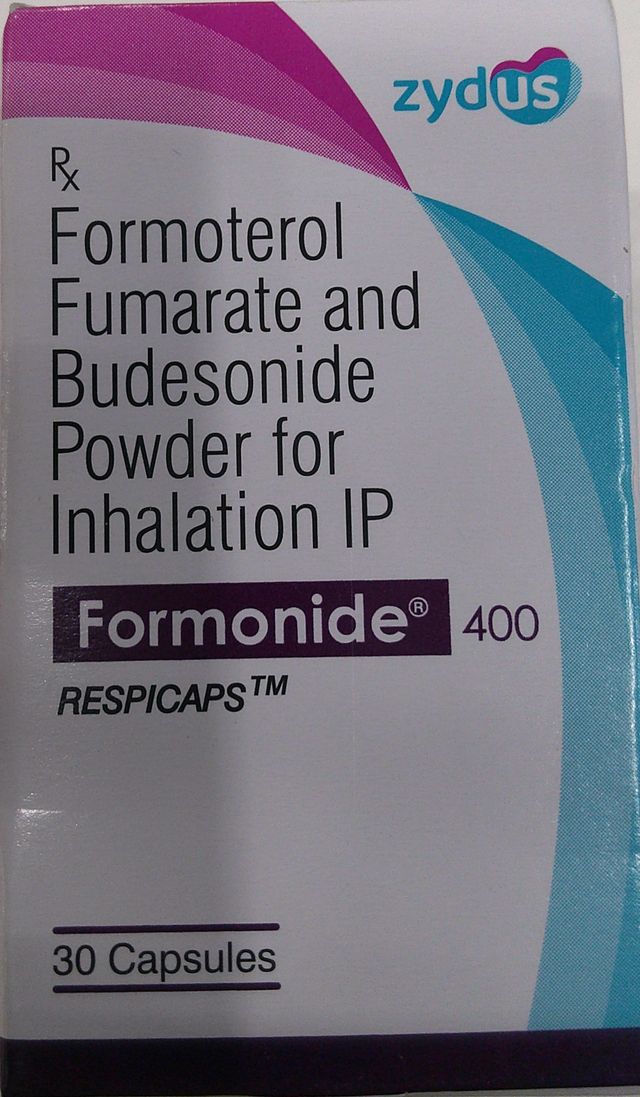 zydus
Rx
Formoterol
Fumarate and
Budesonide
Powder for
Inhalation IP
Formonide® 400
RESPICAPS™
30 Capsules